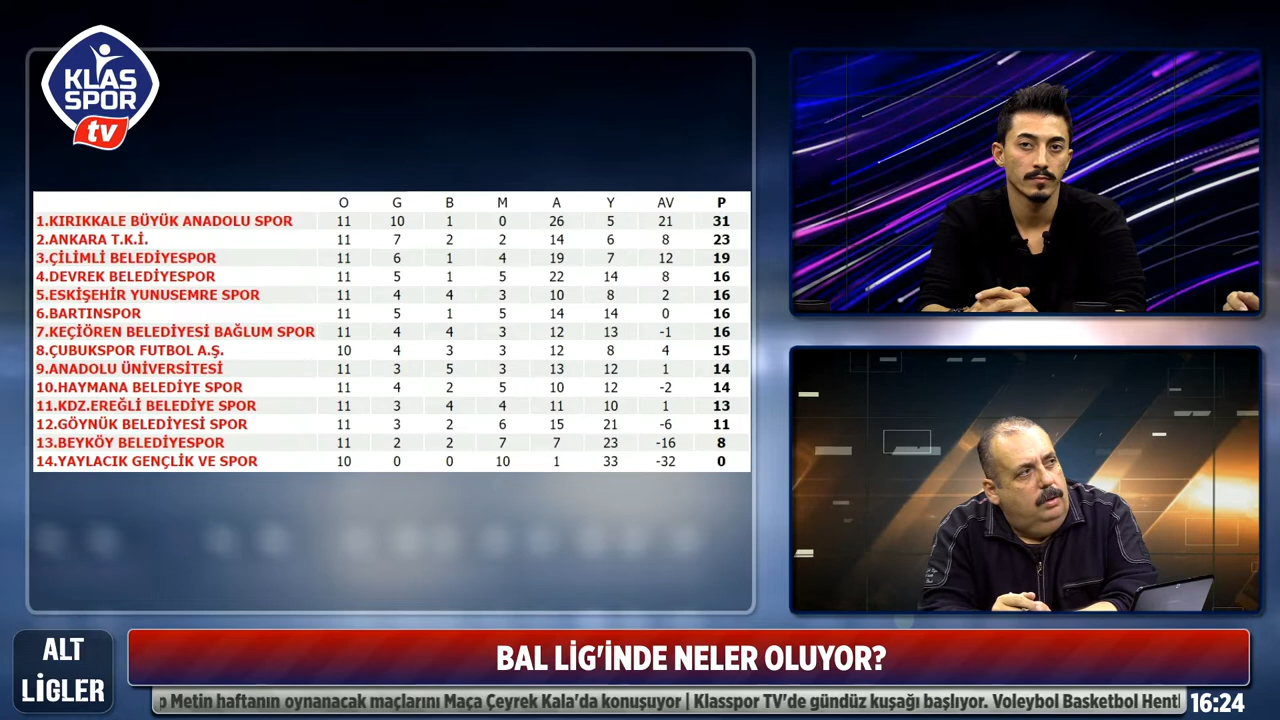 KLAS
SPOR
tv
O G B M A Y AV P
1.KIRIKKALE BÜYÜK ANADOLU SPOR 11 10 1 0 26 5 21 31
2.ANKARA T.K.İ. 11 7 2 2 14 6 8 23
3.ÇİLİMLİ BELEDİYESPOR 11 6 1 4 19 7 12 19
4.DEVREK BELEDİYESPOR 11 5 1 5 22 14 8 16
5.ESKİŞEHİR YUNUSEMRE SPOR 11 4 4 3 10 8 2 16
6.BARTINSPOR 11 5 1 5 14 14 0 16
7.KEÇİÖREN BELEDİYESİ BAĞLUM SPOR 11 4 4 3 12 13 -1 16
8.ÇUBUKSPOR FUTBOL A.Ş. 10 4 3 3 12 8 4 15
9.ANADOLU ÜNİVERSİTESİ 11 3 5 3 13 12 1 14
10.HAYMANA BELEDİYE SPOR 11 4 2 5 10 12 -2 14
11.KDZ.EREĞLİ BELEDİYE SPOR 11 3 4 4 11 10 1 13
12.GÖYNÜK BELEDİYESİ SPOR 11 3 2 6 15 21 -6 11
13.BEYKÖY BELEDİYESPOR 11 2 2 7 7 23 -16 8
14.YAYLACIK GENÇLİK VE SPOR 10 0 0 10 1 33 -32 0
ALT
LİGLER
BAL LİG'İNDE NELER OLUYOR?
p Metin haftanın oynanacak maçlarını Maça Çeyrek Kala'da konuşuyor | Klasspor TV'de gündüz kuşağı başlıyor. Voleybol Basketbol Hentl
16:24